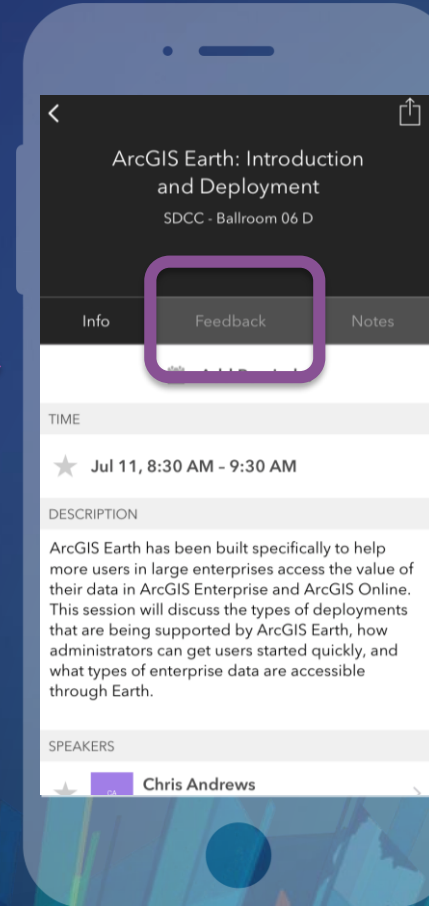 ArcGIS Earth: Introduction
and Deployment
SDCC - Ballroom 06 D
Info Feedback Notes
TIME
Jul 11, 8:30 AM – 9:30 AM
DESCRIPTION
ArcGIS Earth has been built specifically to help
more users in large enterprises access the value of
their data in ArcGIS Enterprise and ArcGIS Online.
This session will discuss the types of deployments
that are being supported by ArcGIS Earth, how
administrators can get users started quickly, and
what types of enterprise data are accessible
through Earth.
SPEAKERS
CA Chris Andrews